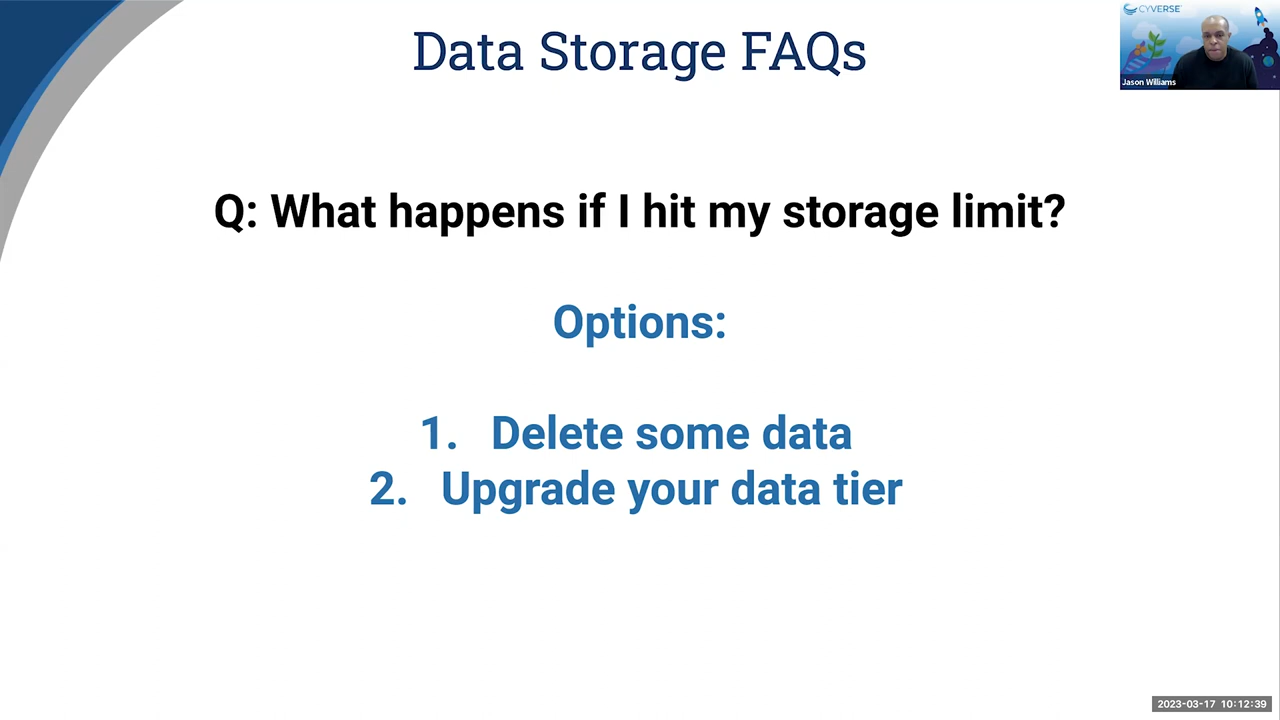 Data Storage FAQs
CYVERSE
Jason Williams
Q: What happens if I hit my storage limit?
Options:
1. Delete some data
2. Upgrade your data tier
2023-03-17 10:12:39